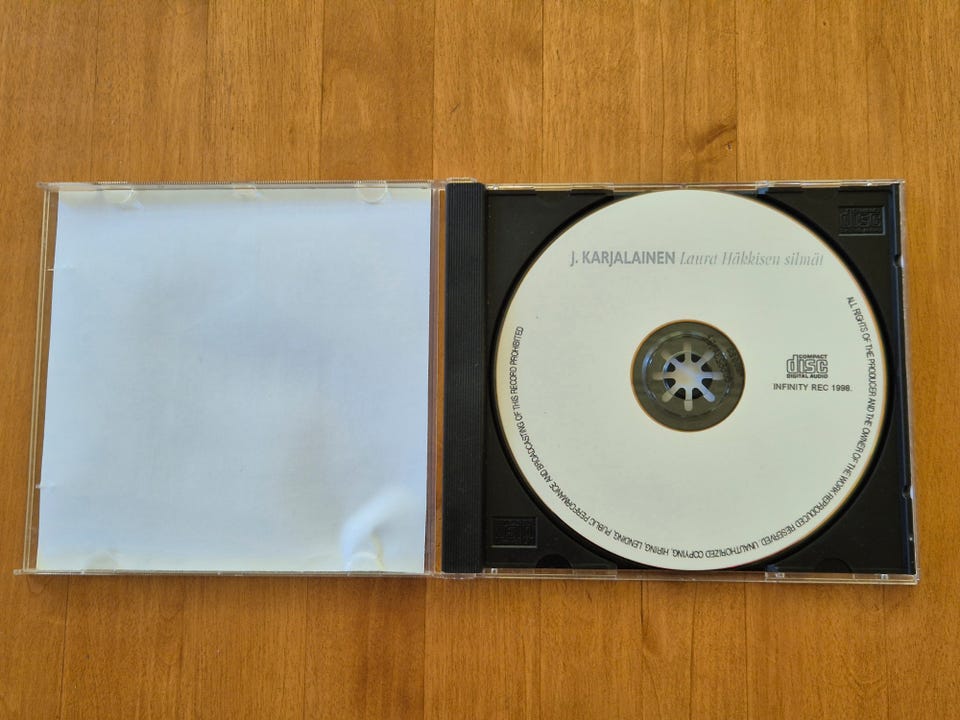 J. KARJALAINEN Laura Häkkisen silmät
COMPACT
disc
DIGITAL AUDIO
INFINITY REC 1998.
ALL RIGHTS OF THE PRODUCER AND THE OWNER OF THE WORK REPRODUCED RESERVED. UNAUTHORIZED COPYING, HIRING, LENDING, PUBLIC PERFORMANCE AND BROADCASTING OF THIS RECORD PROHIBITED
COMPACT
disc